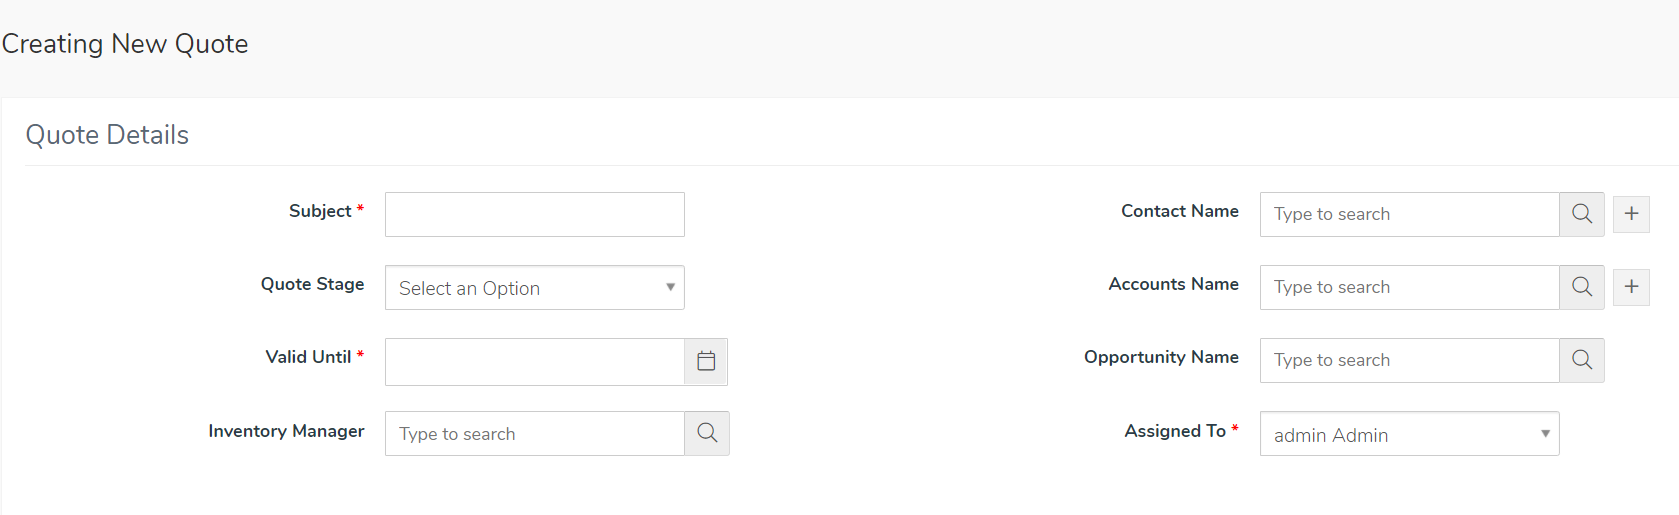 Creating New Quote
Quote Details
Subject *
Contact Name Type to search +
Quote Stage Select an Option
Accounts Name Type to search +
Valid Until *
Opportunity Name Type to search
Inventory Manager Type to search
Assigned To * admin Admin